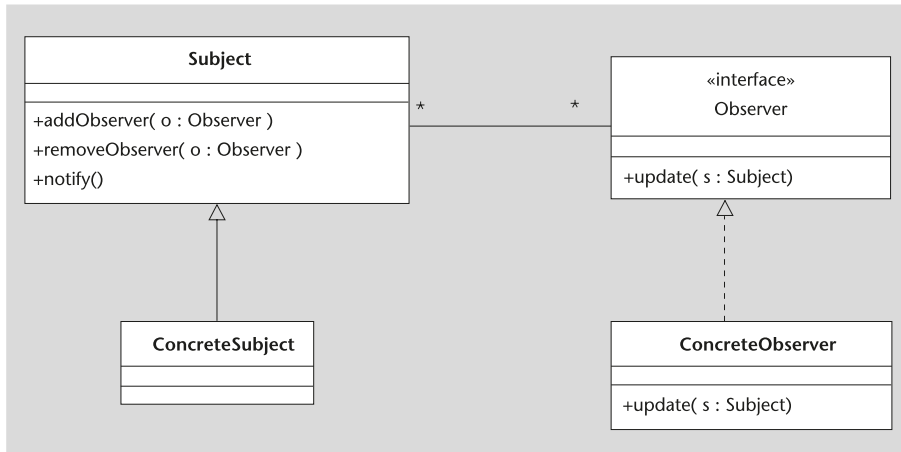 Subject
+addObserver( o : Observer )
+removeObserver( o : Observer )
+notify()
*
*
«interface»
Observer
+update( s : Subject)
ConcreteSubject
ConcreteObserver
+update( s : Subject)